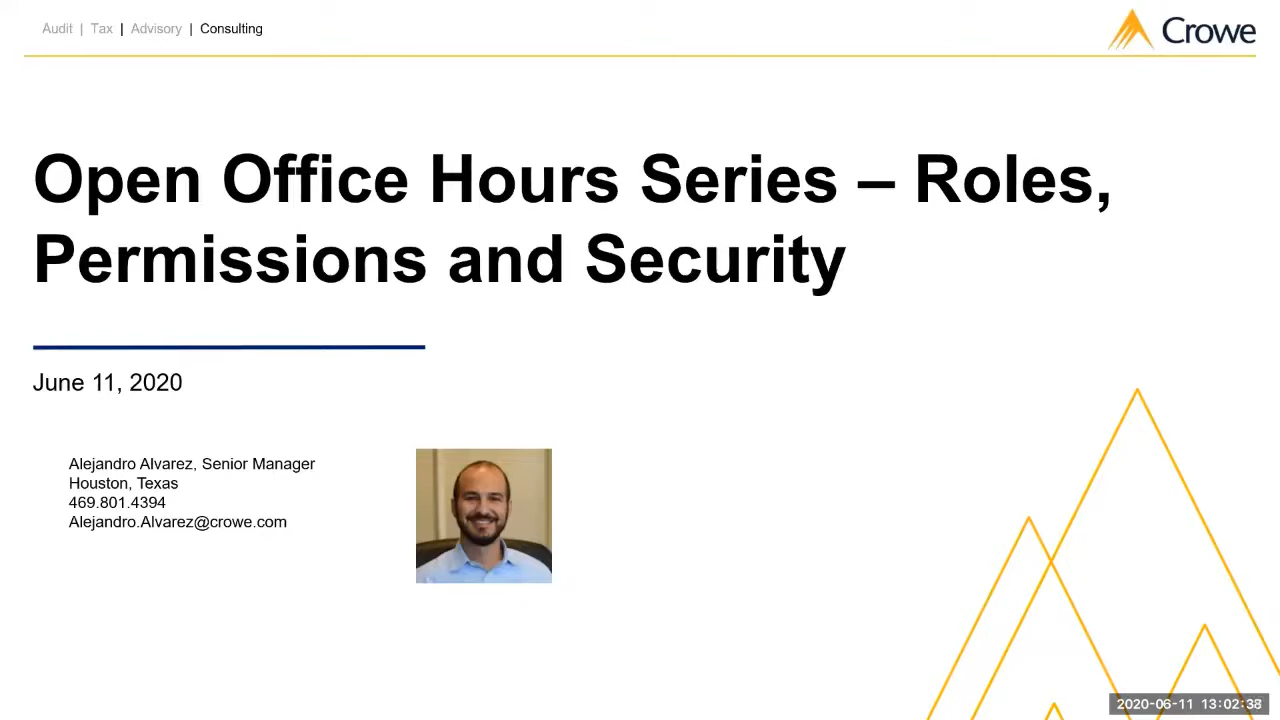 Audit | Tax | Advisory | Consulting
Crowe
Open Office Hours Series – Roles,
Permissions and Security
June 11, 2020
Alejandro Alvarez, Senior Manager
Houston, Texas
469.801.4394
Alejandro.Alvarez@crowe.com
2020-06-11 13:02:38